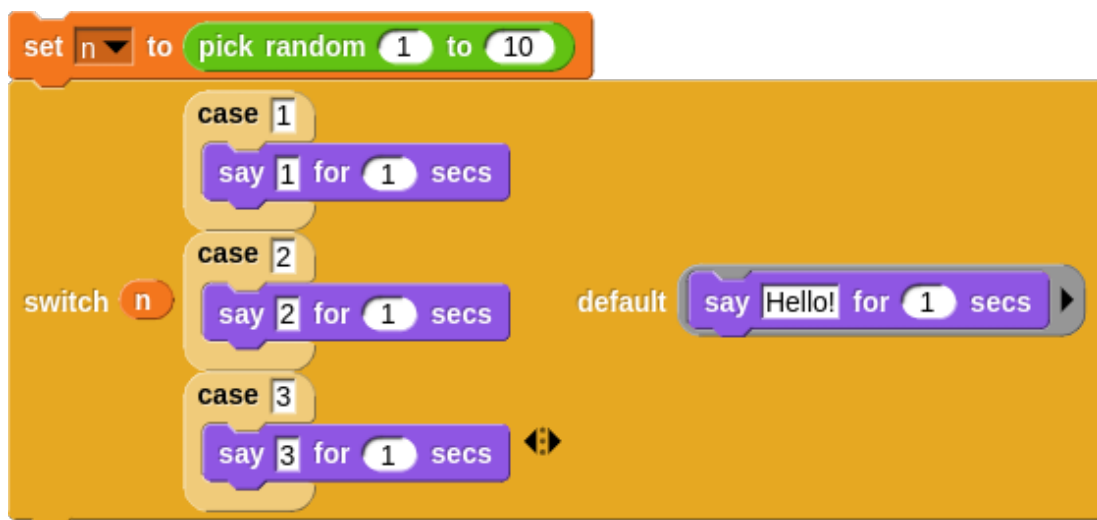 set n to pick random 1 to 10
case 1
say 1 for 1 secs
case 2
switch n say 2 for 1 secs default say Hello! for 1 secs
case 3
say 3 for 1 secs